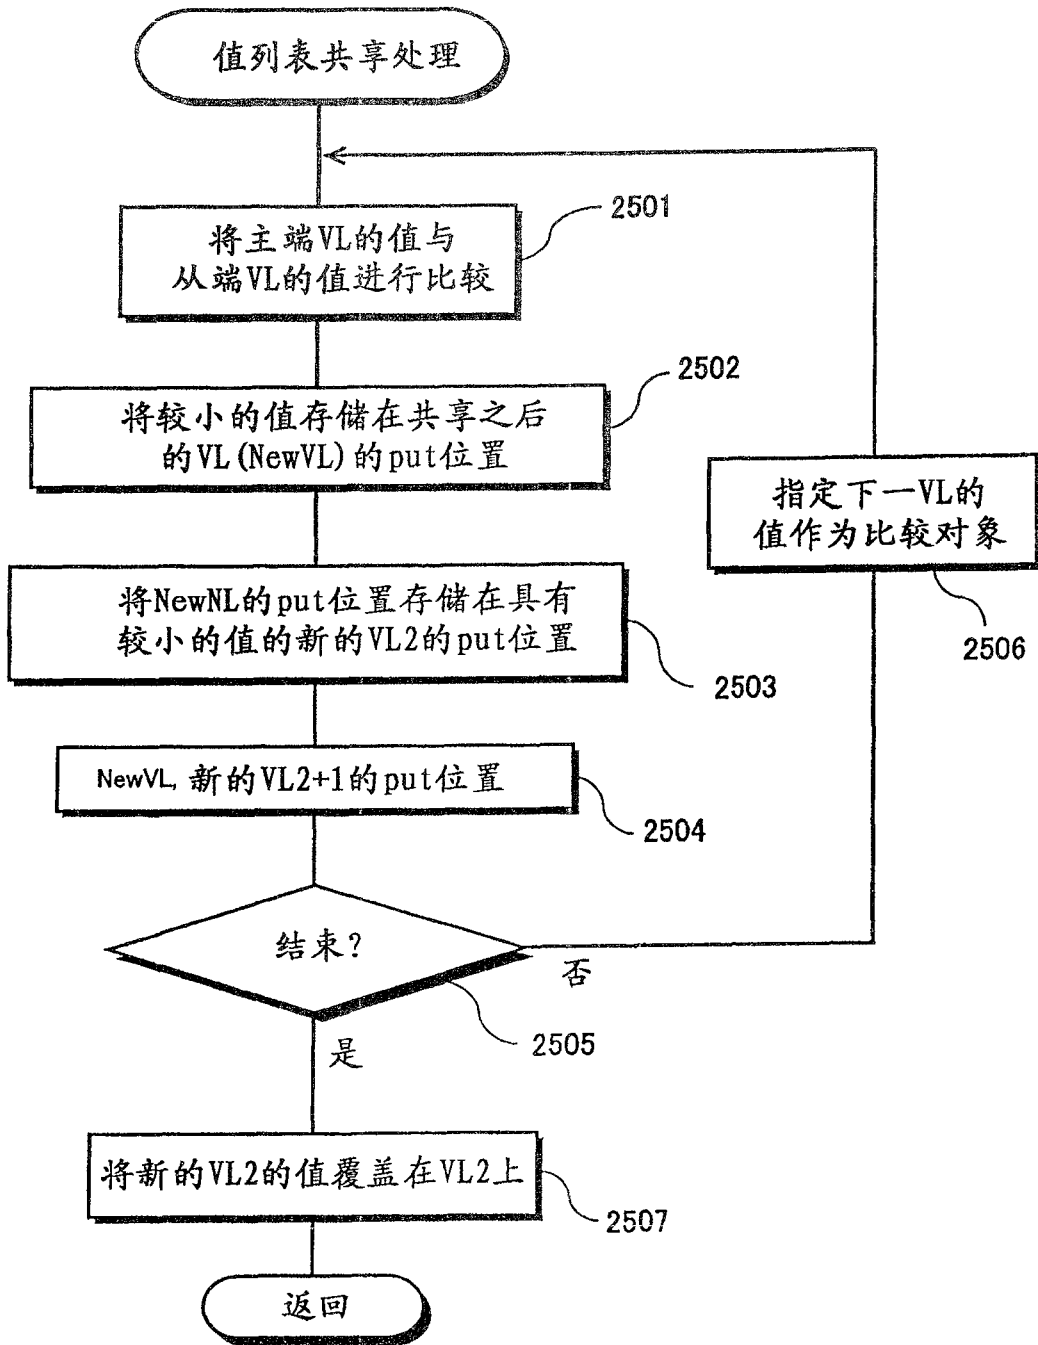 值列表共享处理
2501
将主端VL的值与
从端VL的值进行比较
2502
将较小的值存储在共享之后
的VL(NewVL)的put位置
指定下一VL的
值作为比较对象
2506
将NewNL的put位置存储在具有
较小的值的新的VL2的put位置
2503
NewVL, 新的VL2+1的put位置
2504
结束?
否
2505
是
将新的VL2的值覆盖在VL2上
2507
返回